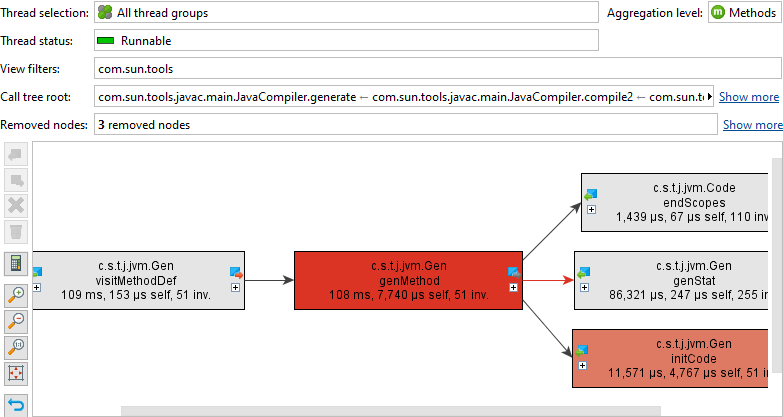 Thread selection: All thread groups Aggregation level: m Methods
Thread status: Runnable
View filters: com.sun.tools
Call tree root: com.sun.tools.javac.main.JavaCompiler.generate ← com.sun.tools.javac.main.JavaCompiler.compile2 ← com.sun.t Show more
Removed nodes: 3 removed nodes Show more
c.s.t.j.jvm.Code
endScopes
1,439 µs, 67 µs self, 110 inv
c.s.t.j.jvm.Gen
visitMethodDef
109 ms, 153 µs self, 51 inv.
c.s.t.j.jvm.Gen
genMethod
108 ms, 7,740 µs self, 51 inv.
c.s.t.j.jvm.Gen
genStat
86,321 µs, 247 µs self, 255 in
c.s.t.j.jvm.Gen
initCode
11,571 µs, 4,767 µs self, 51 i
1:1